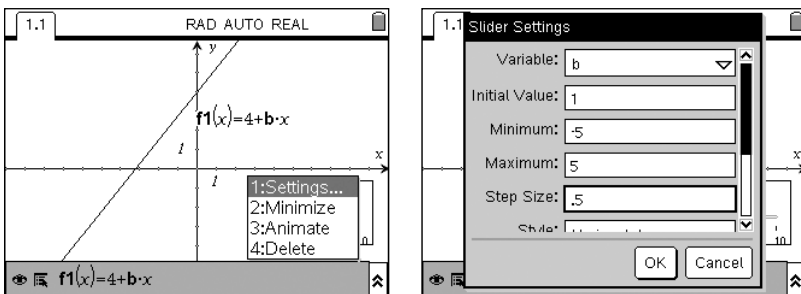 1.1
RAD AUTO REAL
y
f1(x)=4+b·x
1
x
1
1:Settings...
2:Minimize
3:Animate
4:Delete
0
f1(x)=4+b·x
1.1
Slider Settings
Variable: b
Initial Value: 1
Minimum: -5
Maximum: 5
Step Size: .5
x
10
OK Cancel